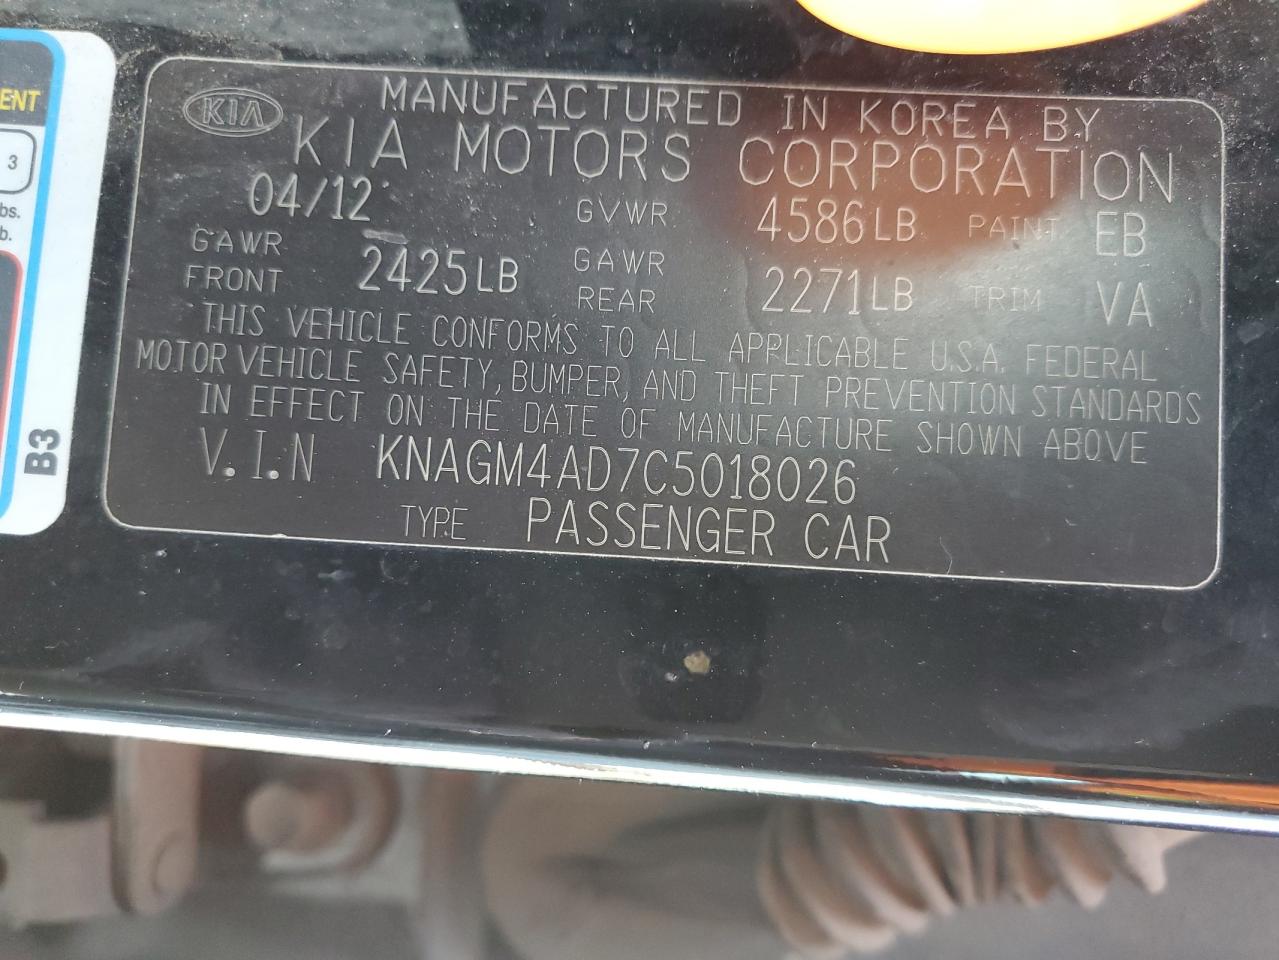 ENT
3
bs.
b.
B3
KIA
MANUFACTURED IN KOREA BY
KIA MOTORS CORPORATION
04/12 GVWR 4586LB PAINT EB
GAWR FRONT 2425LB GAWR REAR 2271LB TRIM VA
THIS VEHICLE CONFORMS TO ALL APPLICABLE U.S.A. FEDERAL
MOTOR VEHICLE SAFETY, BUMPER, AND THEFT PREVENTION STANDARDS
IN EFFECT ON THE DATE OF MANUFACTURE SHOWN ABOVE
V.I.N KNAGM4AD7C5018026
TYPE PASSENGER CAR